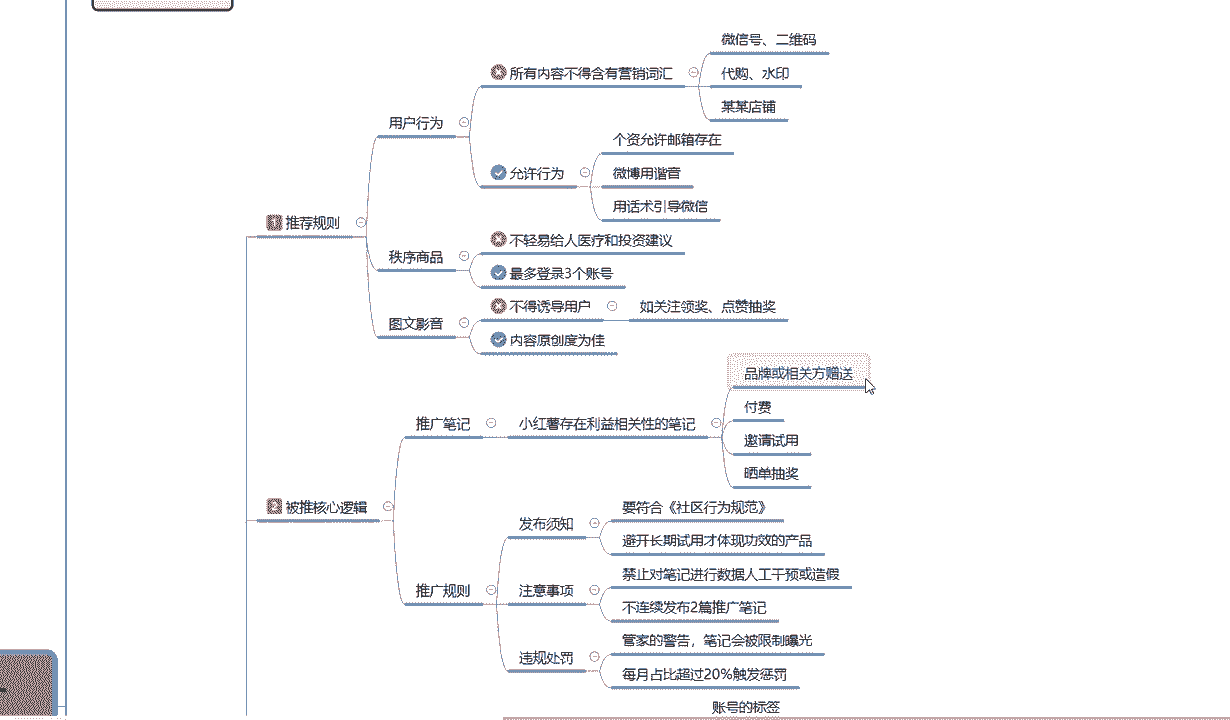 微信号、二维码
所有内容不得含有营销词汇
代购、水印
某某店铺
用户行为
个资允许邮箱存在
允许行为
微博用谐音
用话术引导微信
推荐规则
不轻易给人医疗和投资建议
秩序商品
最多登录3个账号
不得诱导用户
如关注领奖、点赞抽奖
图文影音
内容原创度为佳
品牌或相关方赠送
付费
推广笔记
小红薯存在利益相关性的笔记
邀请试用
晒单抽奖
被推核心逻辑
要符合《社区行为规范》
发布须知
避开长期试用才体现功效的产品
禁止对笔记进行数据人工干预或造假
推广规则
注意事项
不连续发布2篇推广笔记
管家的警告，笔记会被限制曝光
违规处罚
每月占比超过20%触发惩罚
账号的标签